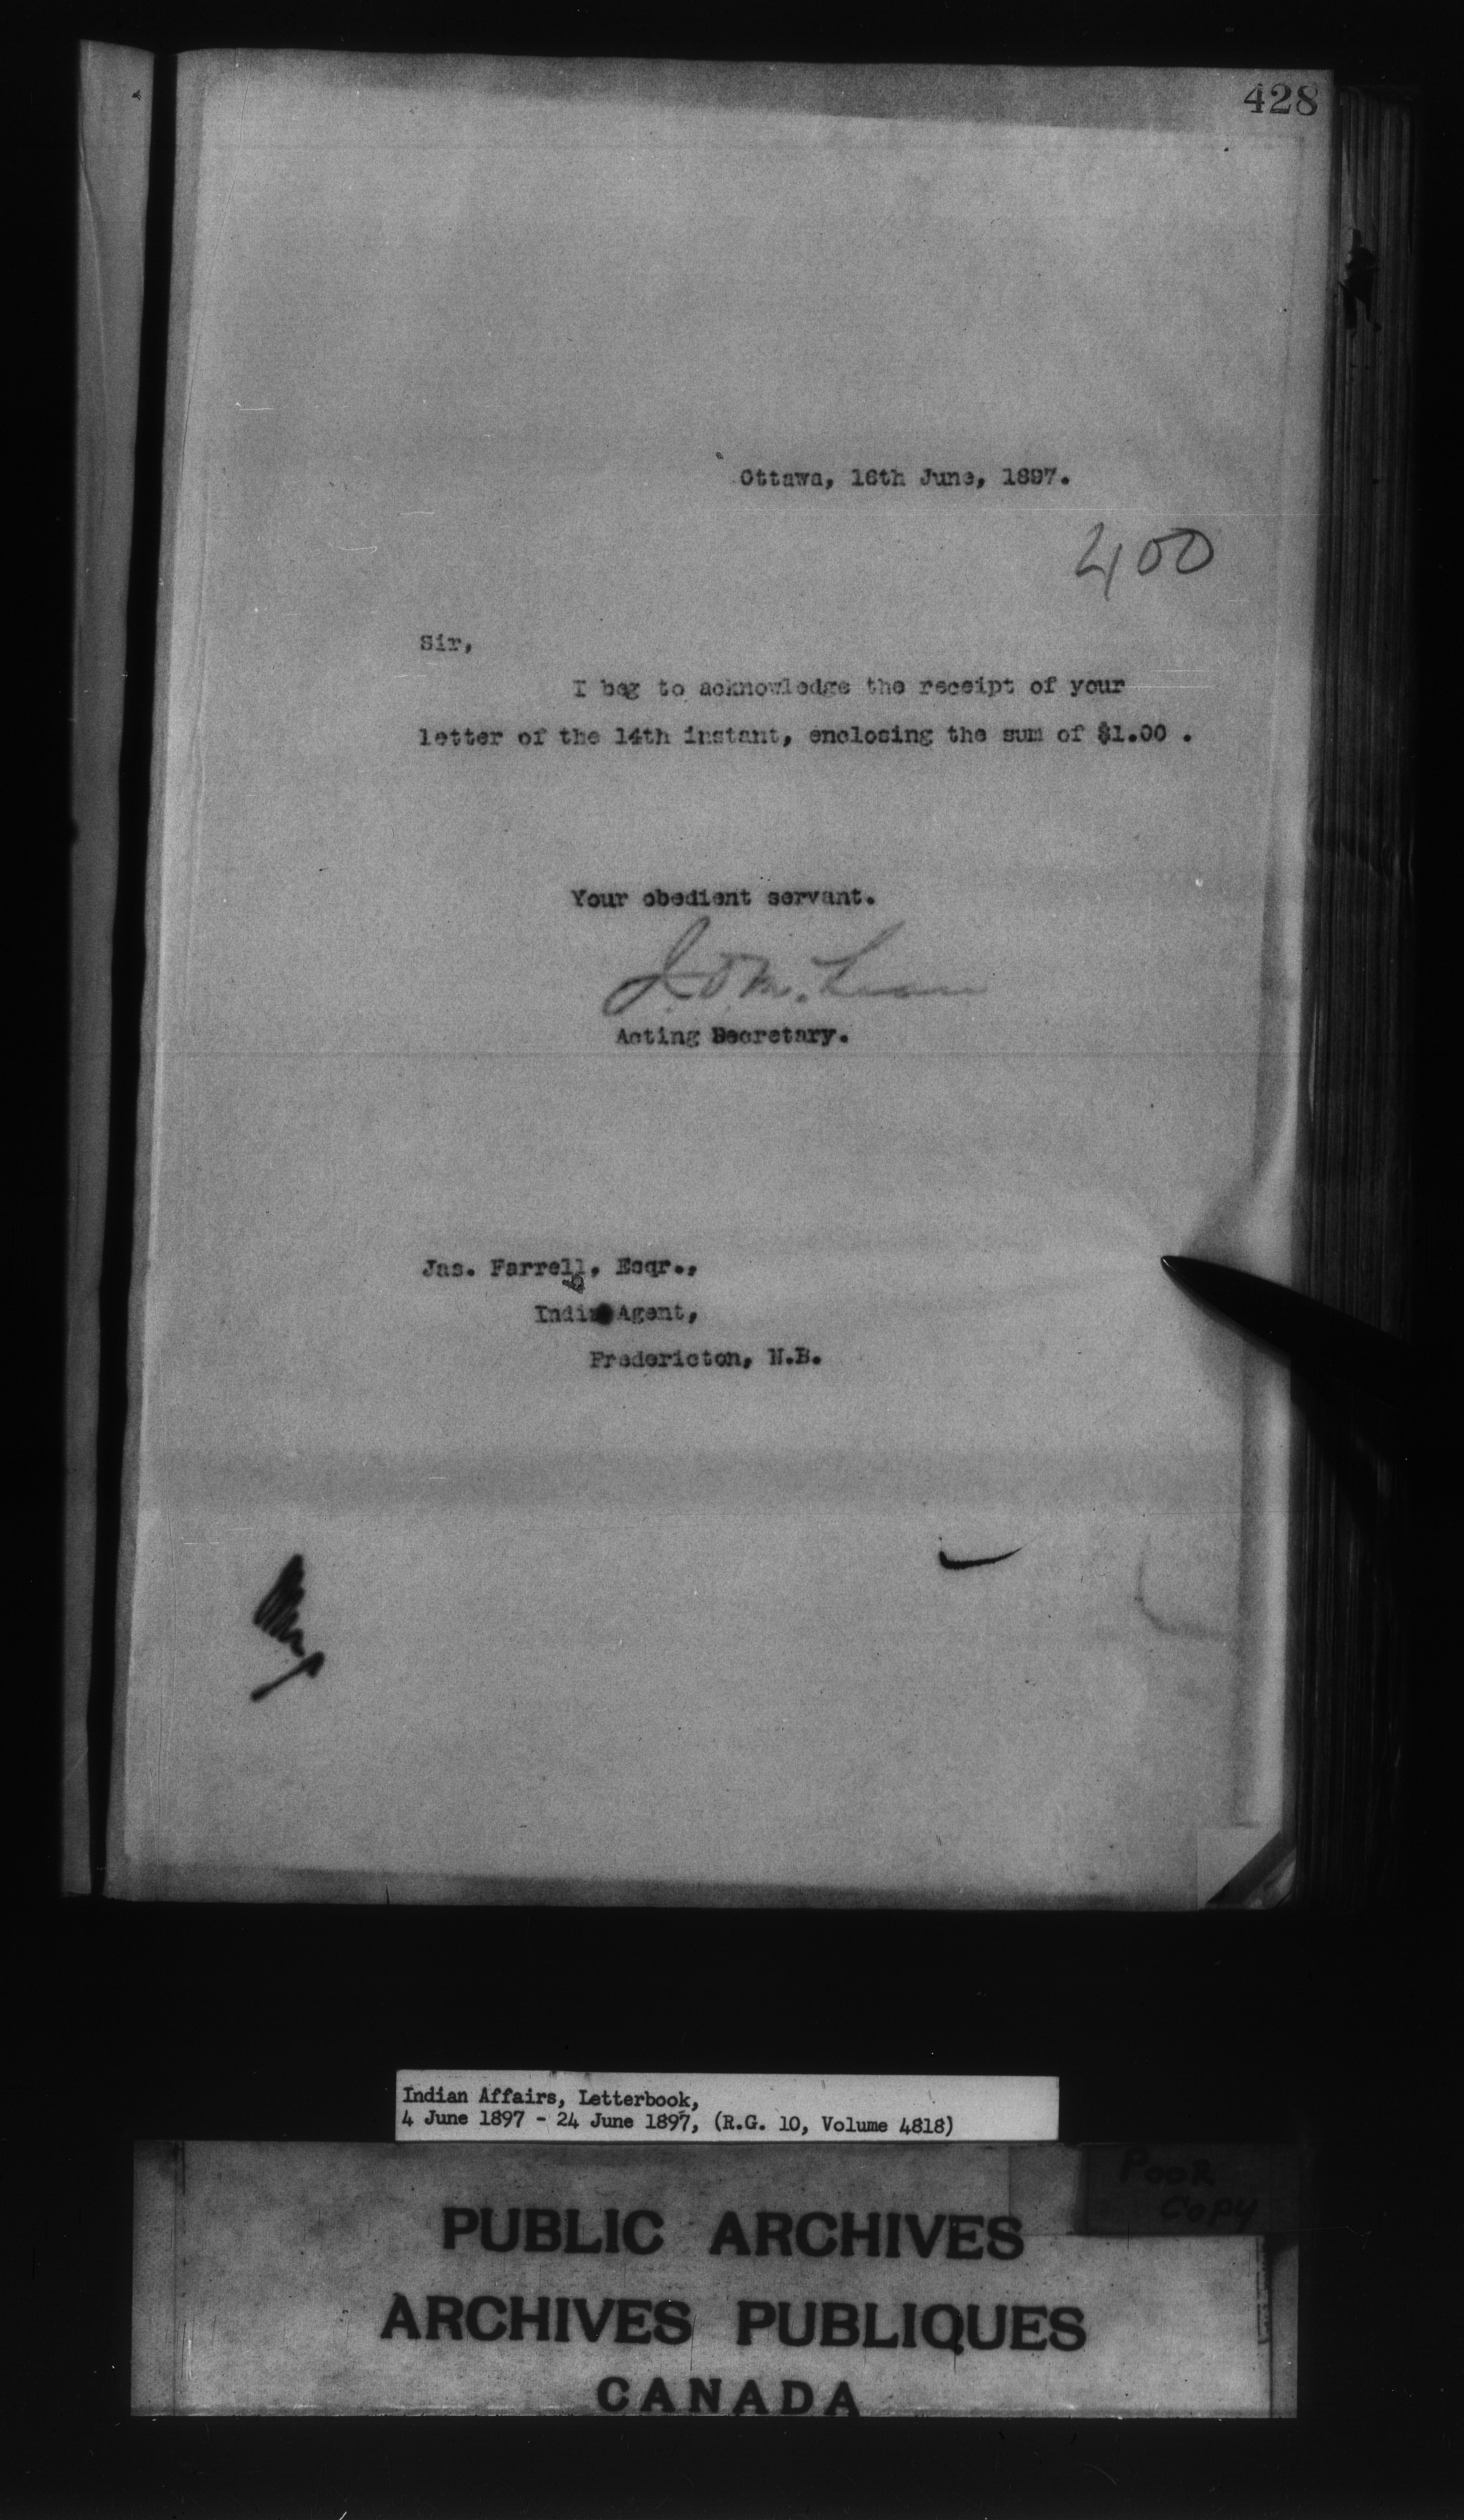 428
Ottawa, 16th June, 1897.
400
Sir,
I beg to acknowledge the receipt of your
letter of the 14th instant, enclosing the sum of $1.00 .
Your obedient servant.
J. D. McLean
Acting Secretary.
Jas. Farrell, Esqr.,
Indian Agent,
Fredericton, N.B.
Indian Affairs, Letterbook,
4 June 1897 - 24 June 1897, (R.G. 10, Volume 4818)
POOR
COPY
PUBLIC ARCHIVES
ARCHIVES PUBLIQUES
CANADA